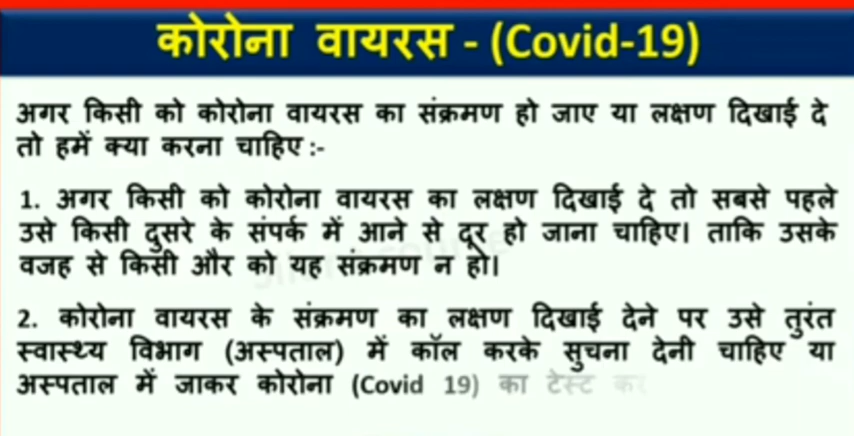 कोरोना वायरस - (Covid-19)
अगर किसी को कोरोना वायरस का संक्रमण हो जाए या लक्षण दिखाई दे
तो हमें क्या करना चाहिए :-
1. अगर किसी को कोरोना वायरस का लक्षण दिखाई दे तो सबसे पहले
उसे किसी दुसरे के संपर्क में आने से दूर हो जाना चाहिए। ताकि उसके
वजह से किसी और को यह संक्रमण न हो।
2. कोरोना वायरस के संक्रमण का लक्षण दिखाई देने पर उसे तुरंत
स्वास्थ्य विभाग (अस्पताल) में कॉल करके सुचना देनी चाहिए या
अस्पताल में जाकर कोरोना (Covid 19) का टेस्ट